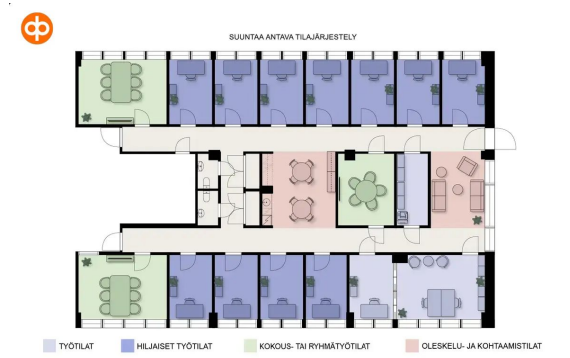 SUUNTAA ANTAVA TILAJÄRJESTELY
TYÖTILAT
HILJAISET TYÖTILAT
KOKOUS- TAI RYHMÄTYÖTILAT
OLESKELU- JA KOHTAAMISTILAT